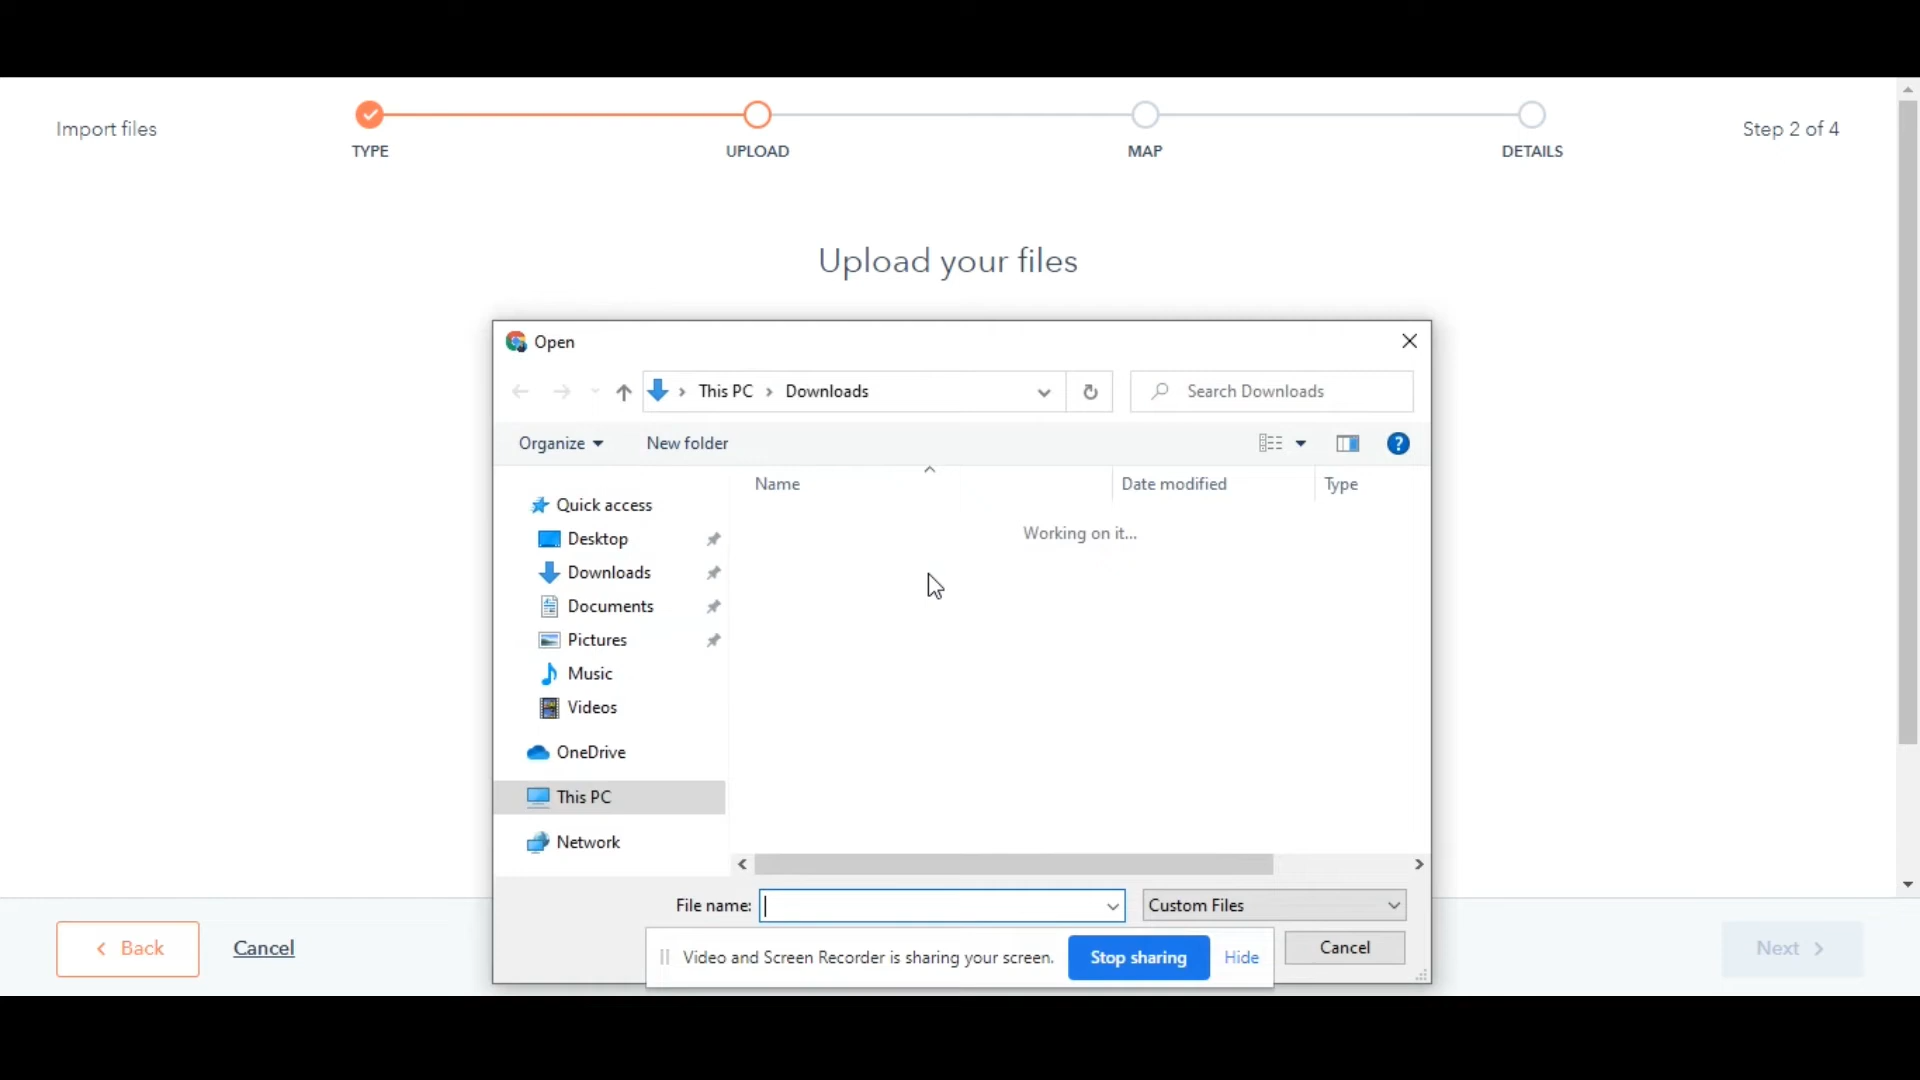 Import files
TYPE
UPLOAD
MAP
DETAILS
Step 2 of 4
Upload your files
Open
This PC
Downloads
Search Downloads
Organize
New folder
Name
Date modified
Type
Working on it...
Quick access
Desktop
Downloads
Documents
Pictures
Music
Videos
OneDrive
This PC
Network
File name:
Custom Files
Video and Screen Recorder is sharing your screen.
Stop sharing
Hide
Cancel
Back
Cancel
Next